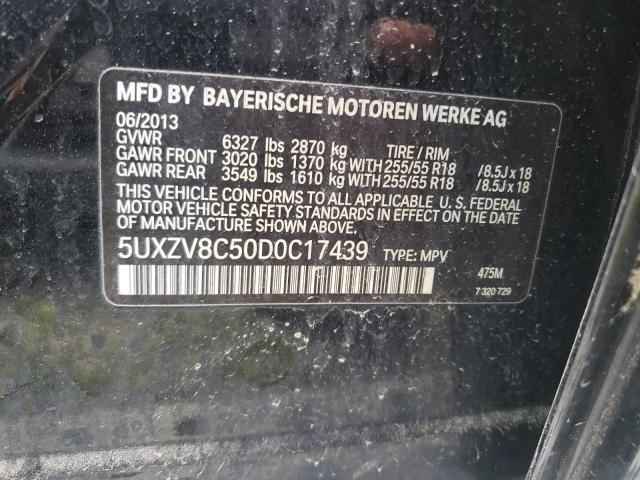 MFD BY BAYERISCHE MOTOREN WERKE AG
06/2013
GVWR 6327 lbs 2870 kg TIRE / RIM
GAWR FRONT 3020 lbs 1370 kg WITH 255/55 R18 /8.5J x 18
GAWR REAR 3549 lbs 1610 kg WITH 255/55 R18 /8.5J x 18
THIS VEHICLE CONFORMS TO ALL APPLICABLE U. S. FEDERAL
MOTOR VEHICLE SAFETY STANDARDS IN EFFECT ON THE DATE
OF MANUFACTURE SHOWN ABOVE.
5UXZV8C50D0C17439 TYPE: MPV
475M
7 320 729